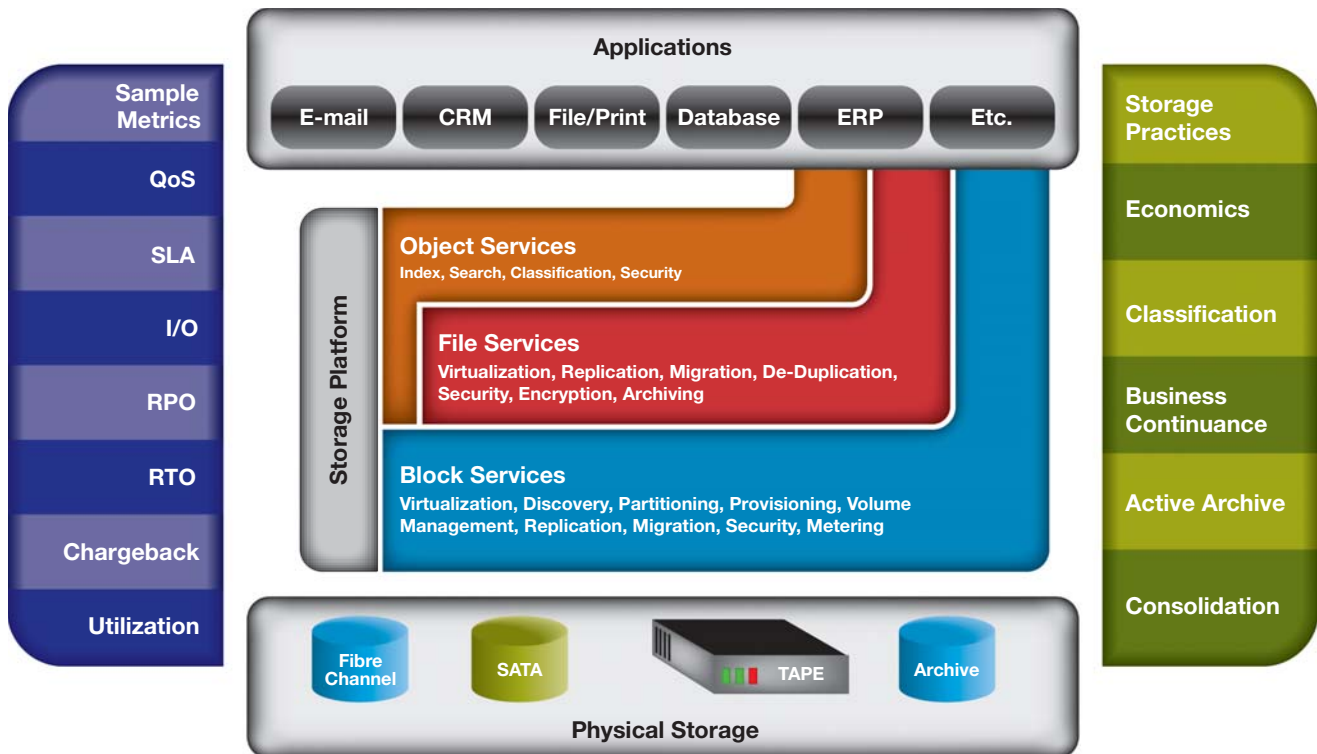 Applications
E-mail
CRM
File/Print
Database
ERP
Etc.
Sample
Metrics
QoS
SLA
I/O
RPO
RTO
Chargeback
Utilization
Storage Platform
Object Services
Index, Search, Classification, Security
File Services
Virtualization, Replication, Migration, De-Duplication,
Security, Encryption, Archiving
Block Services
Virtualization, Discovery, Partitioning, Provisioning, Volume
Management, Replication, Migration, Security, Metering
Storage
Practices
Economics
Classification
Business
Continuance
Active Archive
Consolidation
Fibre
Channel
SATA
TAPE
Archive
Physical Storage